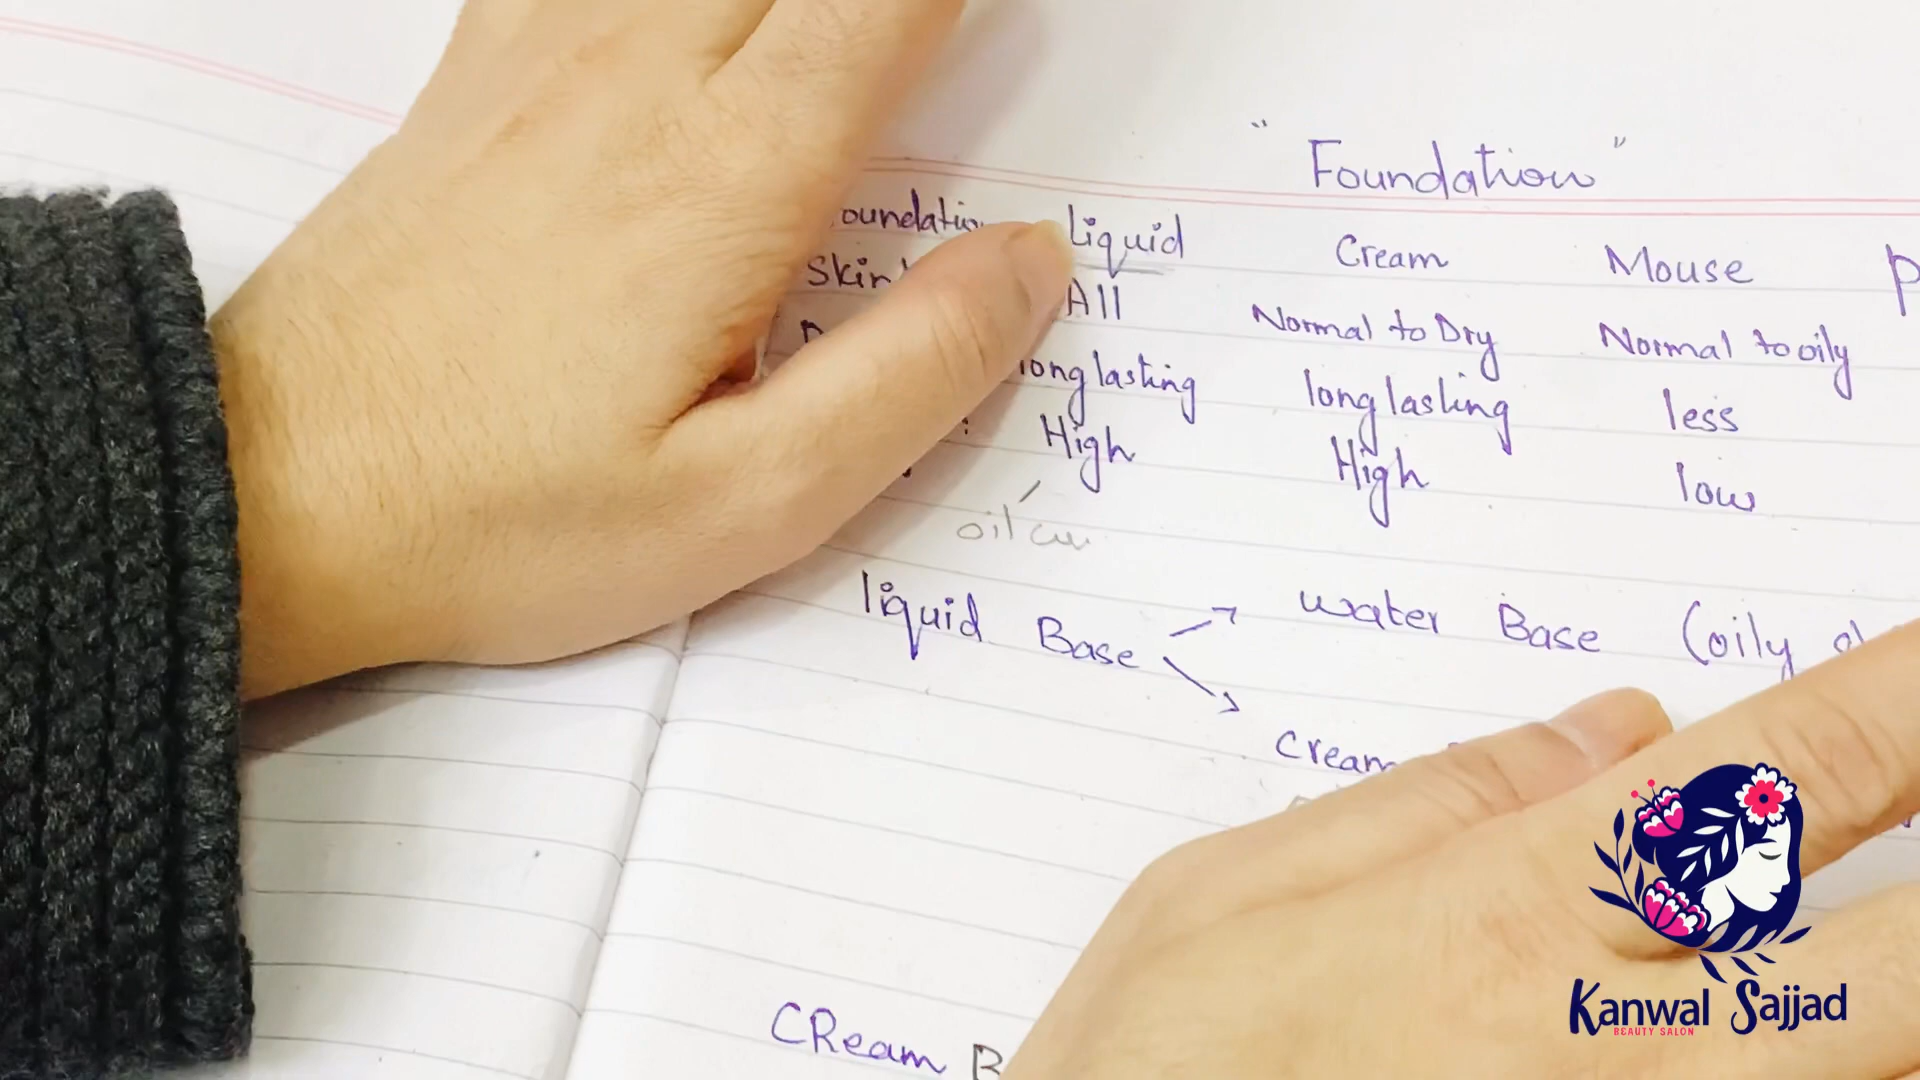 " Foundation "
oundatio liquid Cream Mouse P
Skin All Normal to Dry Normal to oily
long lasting long lasting less
High High low
oil
liquid Base → water Base (oily
→ Cream
CReam B
Kanwal Sajjad
BEAUTY SALON